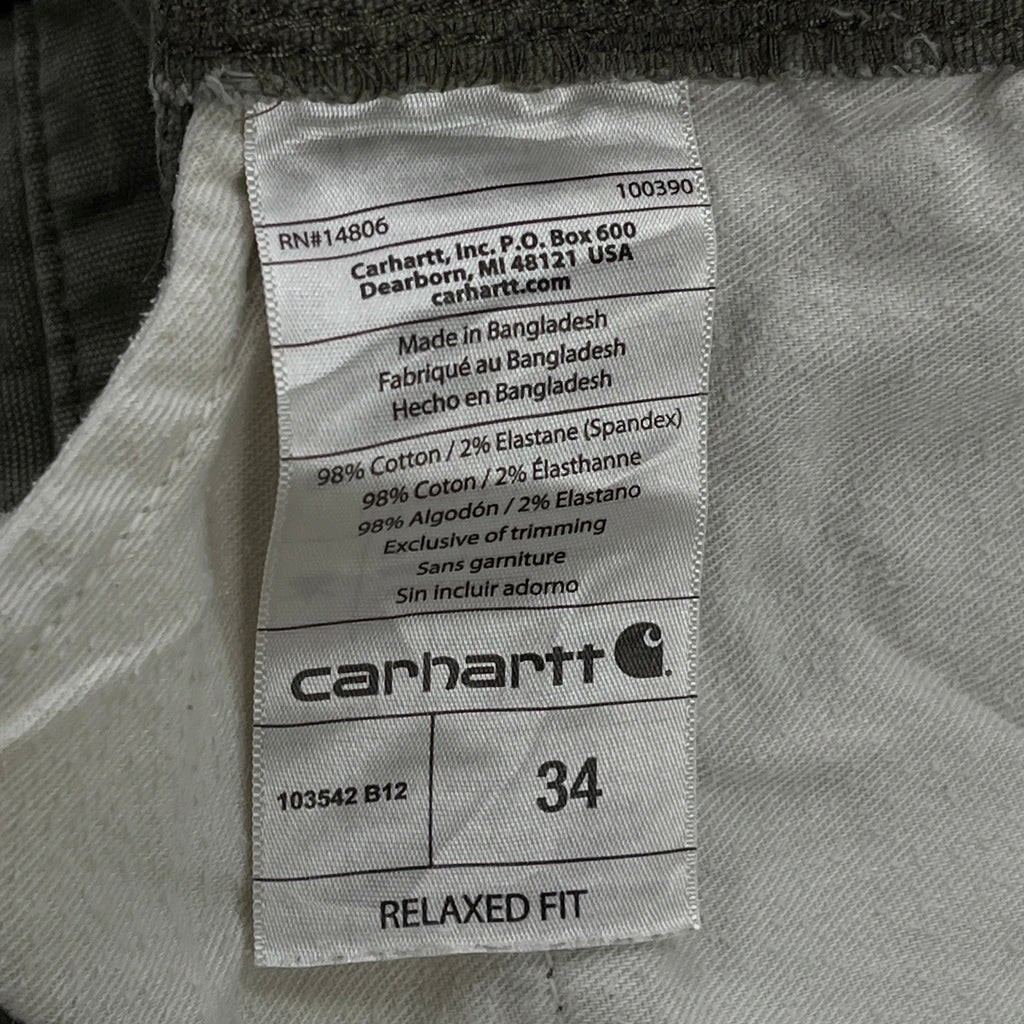 100390
RN#14806
Carhartt, Inc. P.O. Box 600
Dearborn, MI 48121 USA
carhartt.com
Made in Bangladesh
Fabriqué au Bangladesh
Hecho en Bangladesh
98% Cotton / 2% Elastane (Spandex)
98% Coton / 2% Élasthanne
98% Algodón / 2% Elastano
Exclusive of trimming
Sans garniture
Sin incluir adorno
carhartt
103542 B12
34
RELAXED FIT